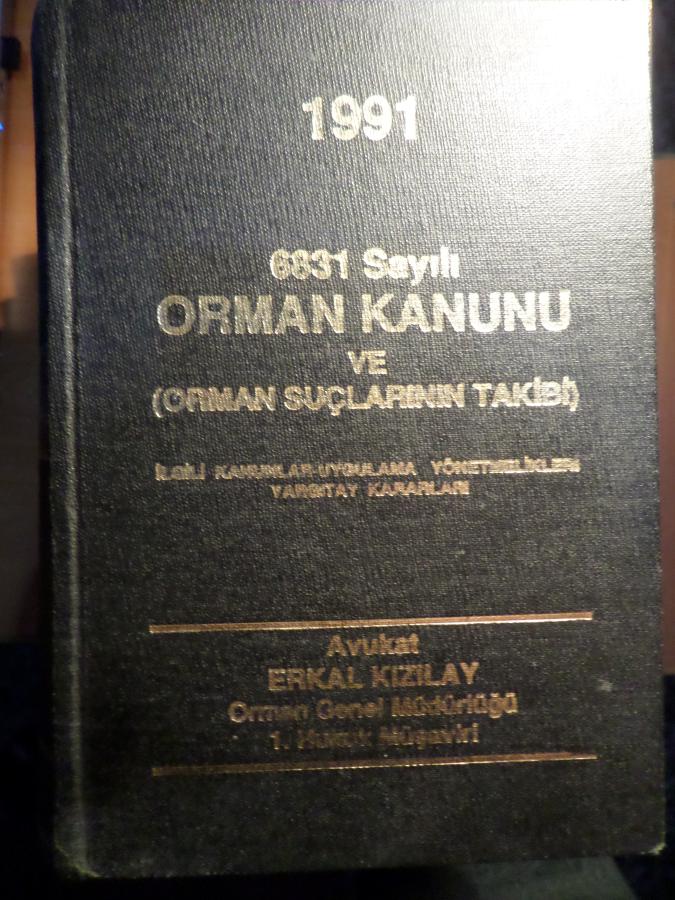 1991
6831 Sayılı
ORMAN KANUNU
VE
(ORMAN SUÇLARININ TAKİBİ)
İLGİLİ KANUNLAR-UYGULAMA YÖNETMELİKLERİ
YARGITAY KARARLARI
Avukat
ERKAL KIZILAY
Orman Genel Müdürlüğü
1. Hukuk Müşaviri